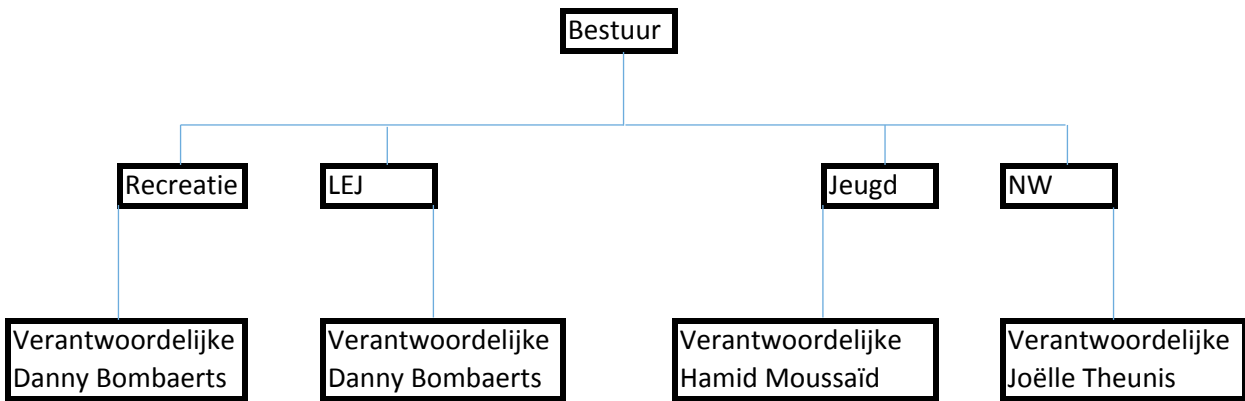 Bestuur
Recreatie
LEJ
Jeugd
NW
Verantwoordelijke
Danny Bombaerts
Verantwoordelijke
Danny Bombaerts
Verantwoordelijke
Hamid Moussaïd
Verantwoordelijke
Joëlle Theunis